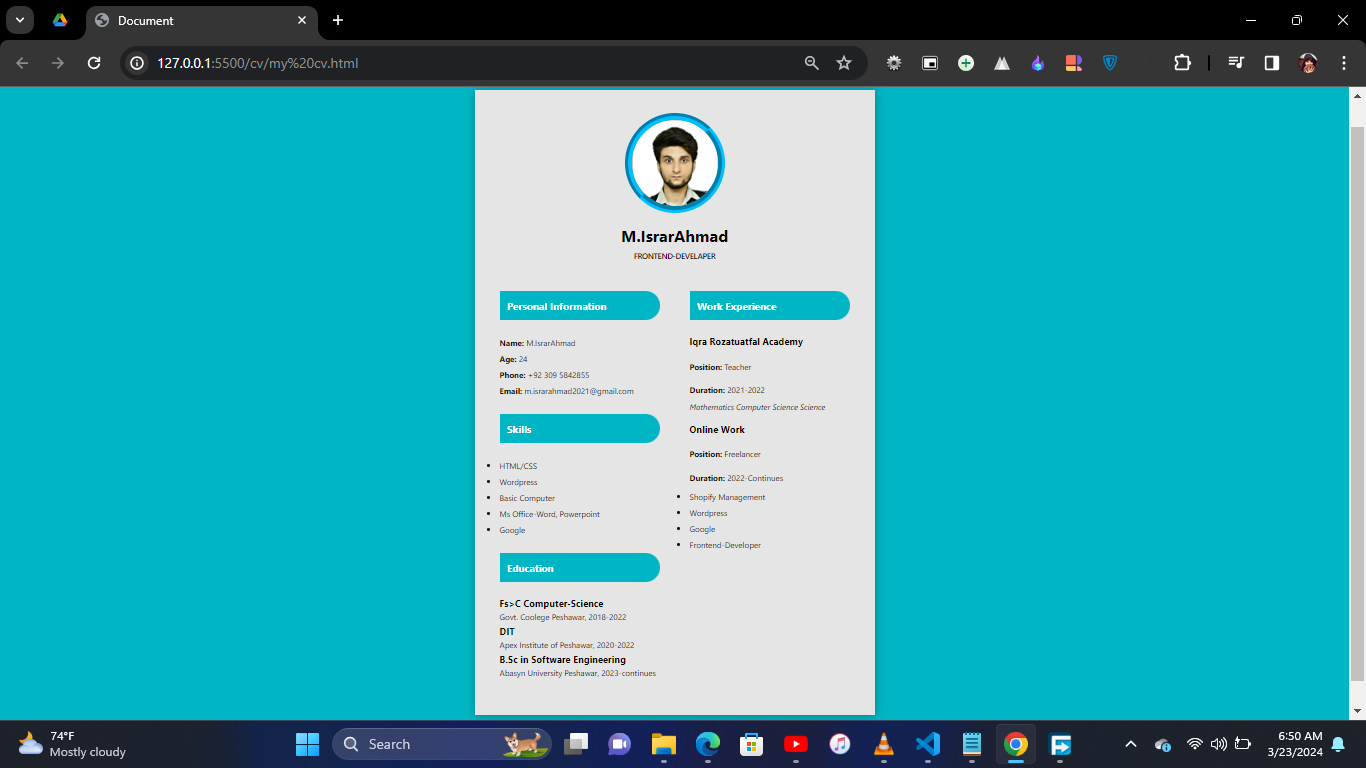 Document
127.0.0.1:5500/cv/my%20cv.html
M.IsrarAhmad
FRONTEND-DEVELAPER
Personal Information
Name: M.IsrarAhmad
Age: 24
Phone: +92 309 5842855
Email: m.israrahmad2021@gmail.com
Skills
HTML/CSS
Wordpress
Basic Computer
Ms Office-Word, Powerpoint
Google
Education
Fs>C Computer-Science
Govt. Coolege Peshawar, 2018-2022
DIT
Apex Institute of Peshawar, 2020-2022
B.Sc in Software Engineering
Abasyn University Peshawar, 2023-continues
Work Experience
Iqra Rozatuatfal Academy
Position: Teacher
Duration: 2021-2022
Mathematics Computer Science Science
Online Work
Position: Freelancer
Duration: 2022-Continues
Shopify Management
Wordpress
Google
Frontend-Developer
74°F
Mostly cloudy
Search
6:50 AM
3/23/2024